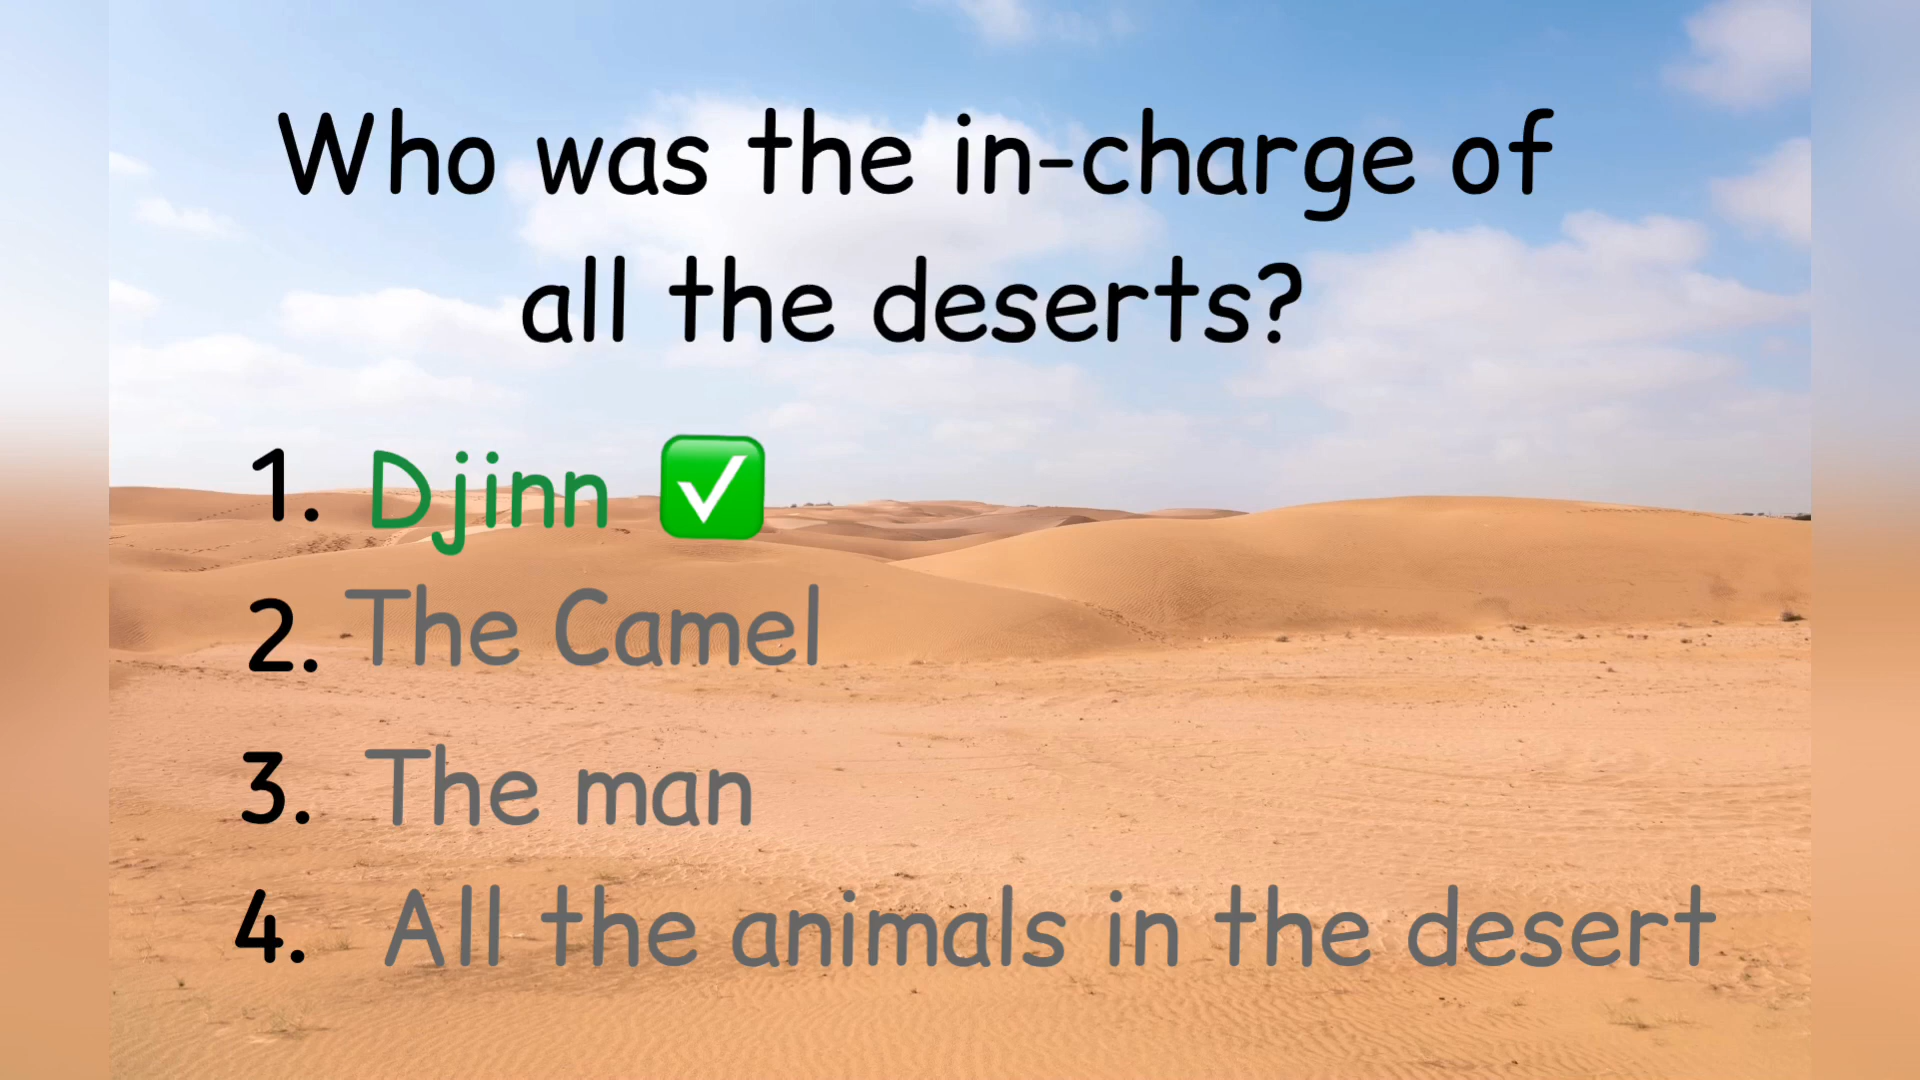 Who was the in-charge of
all the deserts?
1. Djinn ✅
2. The Camel
3. The man
4. All the animals in the desert